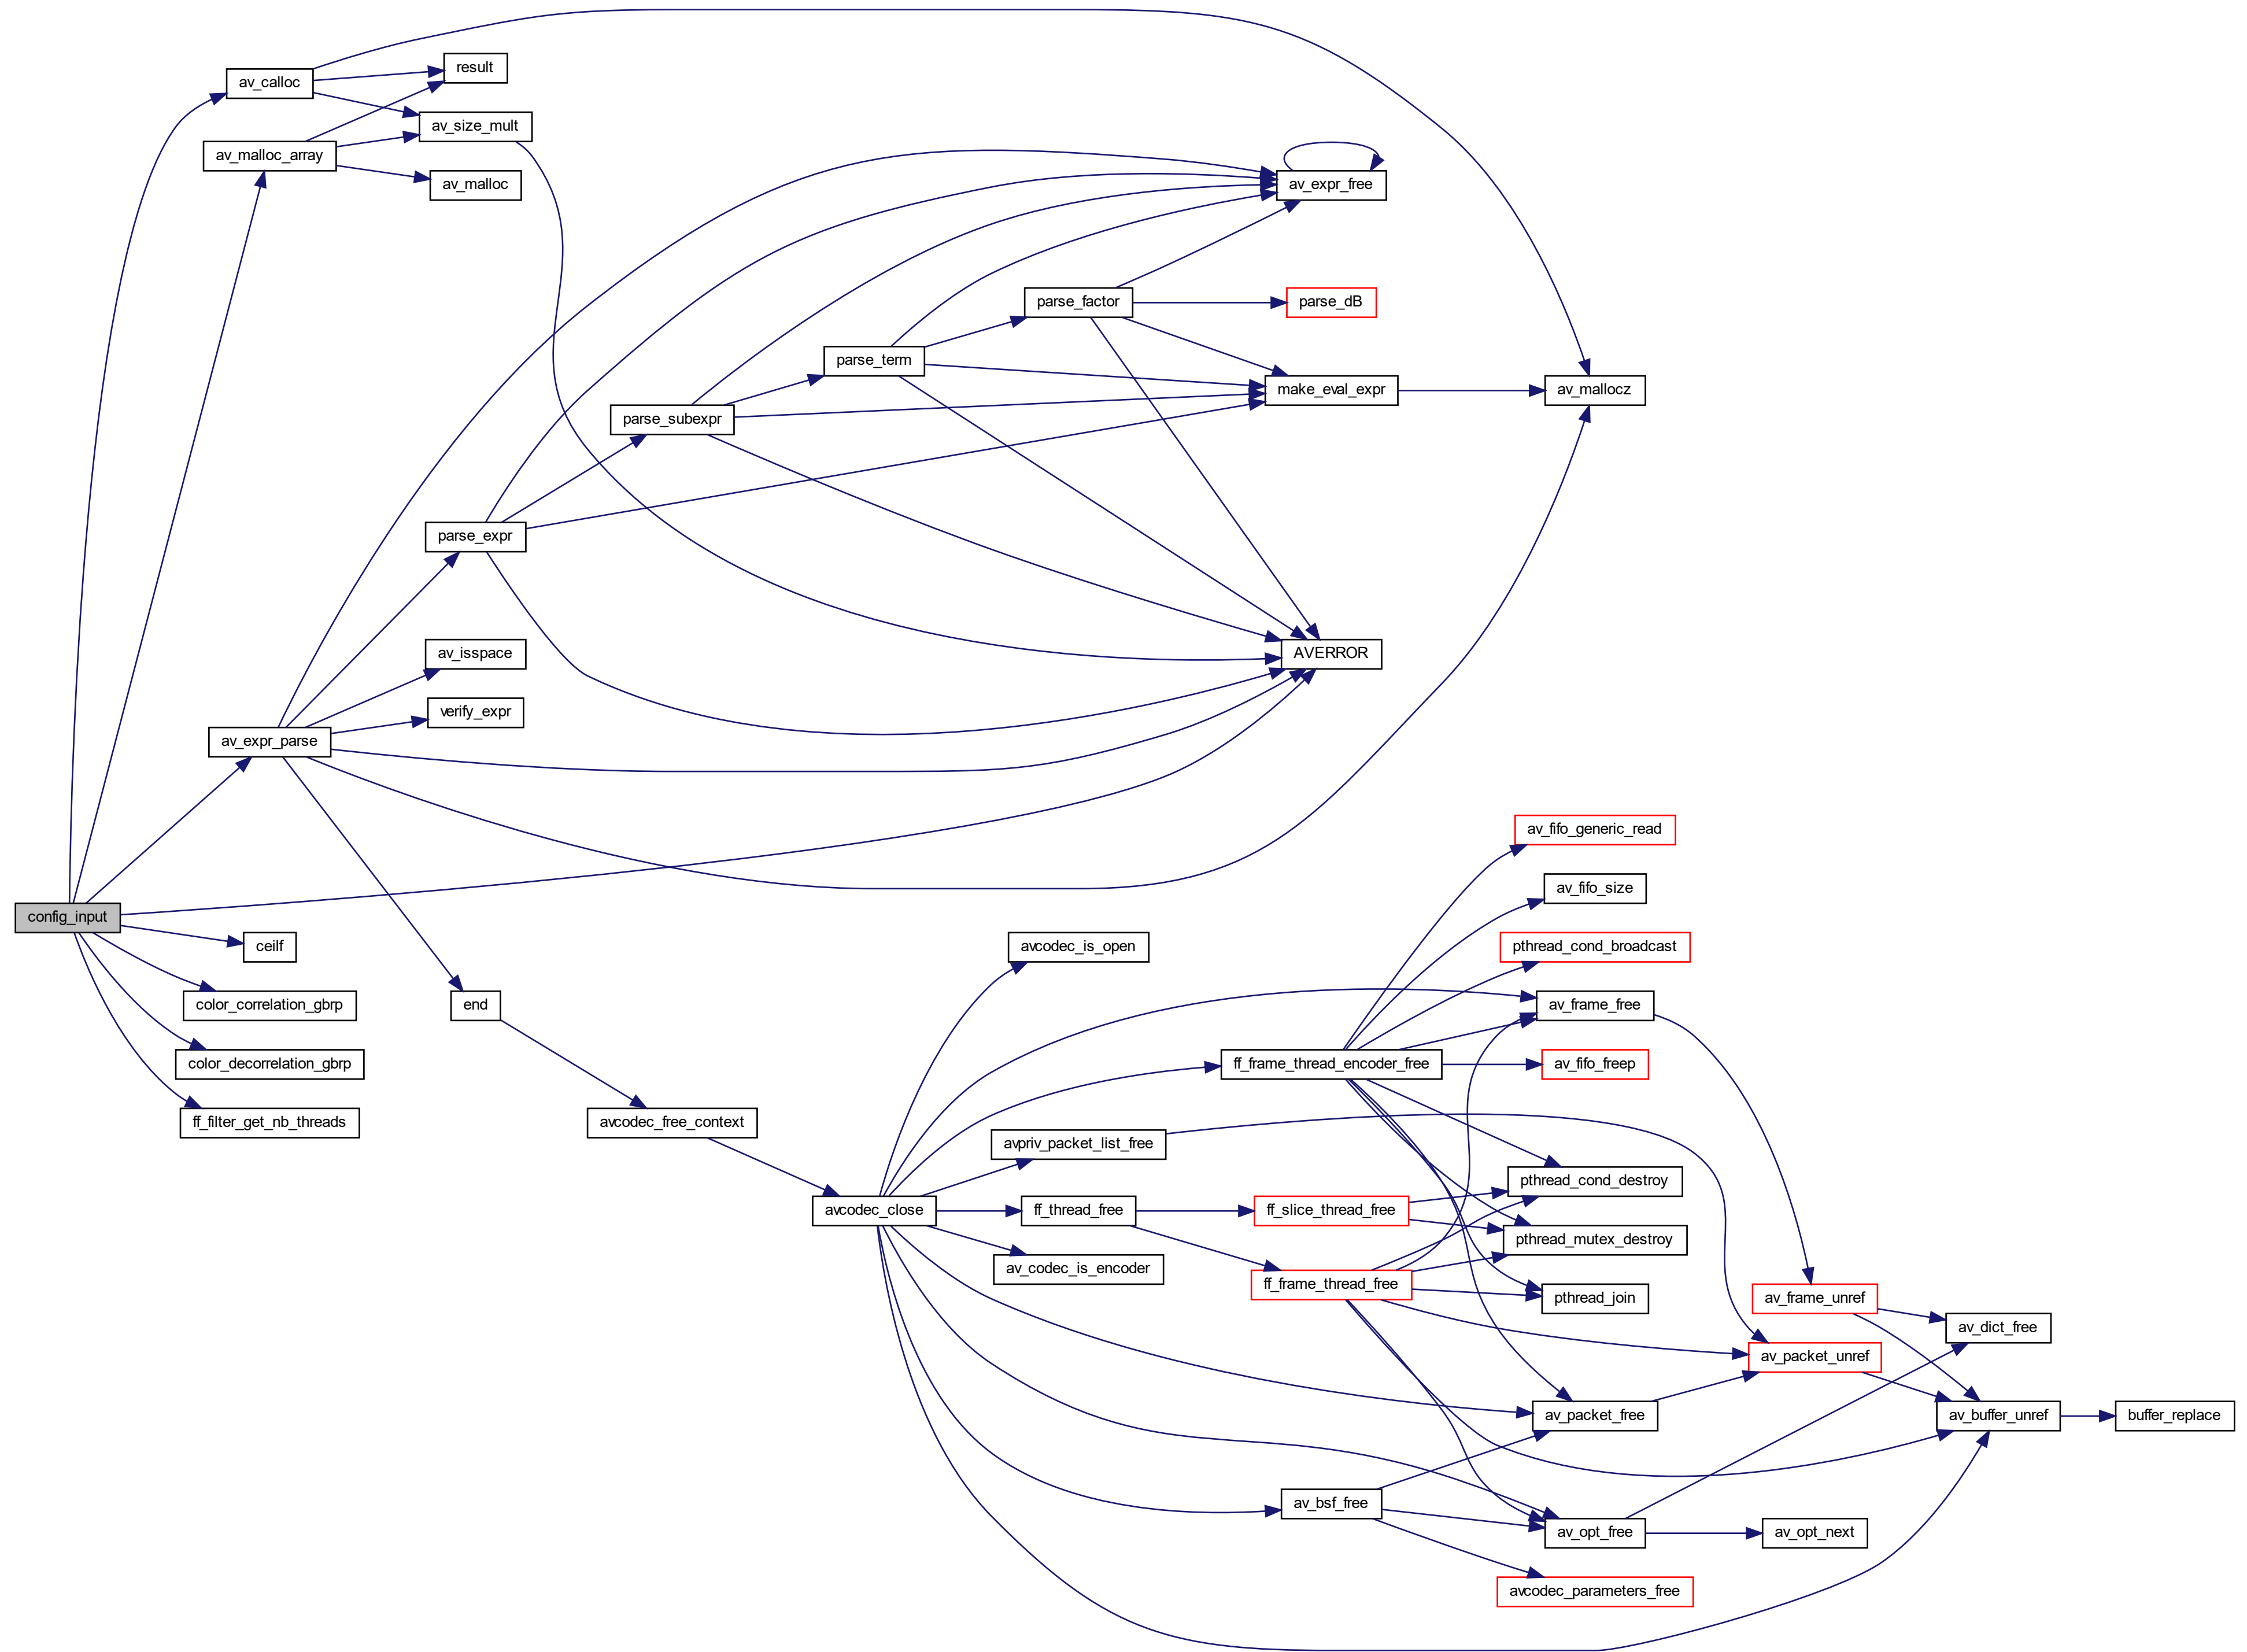 result
av_calloc
av_size_mult
av_malloc_array
av_malloc
av_expr_free
parse_factor
parse_dB
parse_term
make_eval_expr
av_mallocz
parse_subexpr
parse_expr
av_isspace
AVERROR
verify_expr
av_expr_parse
av_fifo_generic_read
av_fifo_size
config_input
ceilf
avcodec_is_open
pthread_cond_broadcast
color_correlation_gbrp
end
av_frame_free
color_decorrelation_gbrp
ff_frame_thread_encoder_free
av_fifo_freep
ff_filter_get_nb_threads
avcodec_free_context
avpriv_packet_list_free
pthread_cond_destroy
avcodec_close
ff_thread_free
ff_slice_thread_free
pthread_mutex_destroy
av_codec_is_encoder
ff_frame_thread_free
pthread_join
av_frame_unref
av_dict_free
av_packet_unref
av_packet_free
av_buffer_unref
buffer_replace
av_bsf_free
av_opt_free
av_opt_next
avcodec_parameters_free